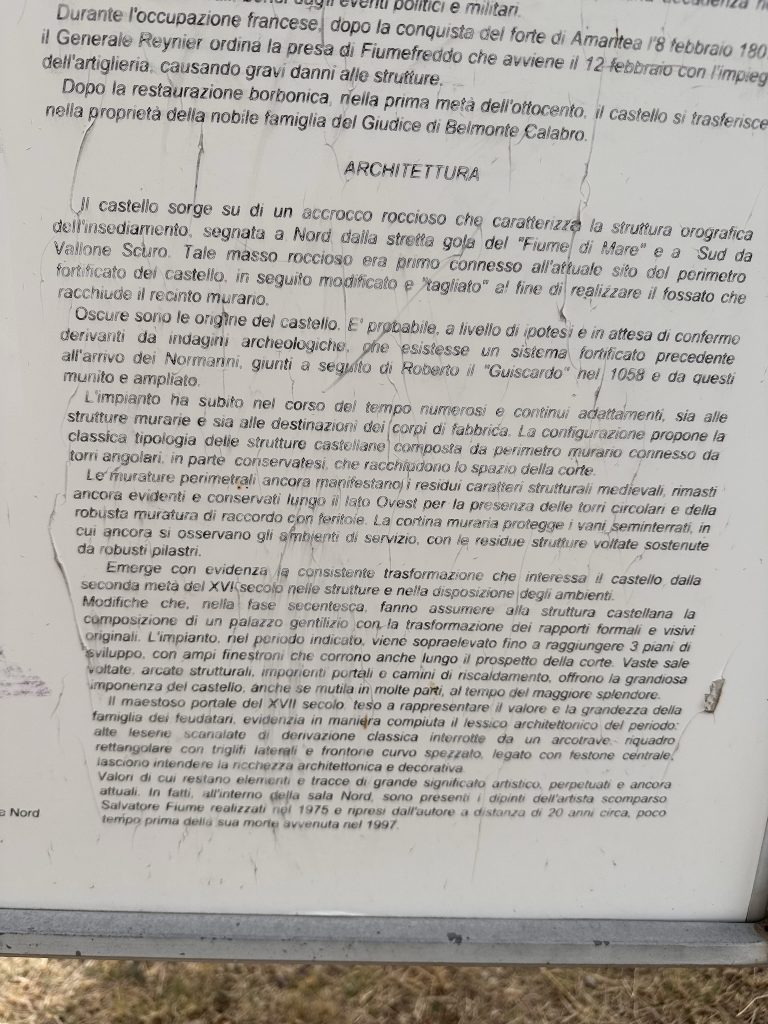 eventi politici e militari.
Durante l'occupazione francese, dopo la conquista del forte di Amantea l'8 febbraio 180
il Generale Reynier ordina la presa di Fiumefreddo che avviene il 12 febbraio con l'impieg
dell'artiglieria, causando gravi danni alle strutture.
Dopo la restaurazione borbonica, nella prima metà dell'ottocento, il castello si trasferisce
nella proprietà della nobile famiglia del Giudice di Belmonte Calabro.
ARCHITETTURA
Il castello sorge su di un accrocco roccioso che caratterizza la struttura orografica
dell'insediamento, segnata a Nord dalla stretta gola del "Fiume di Mare" e a Sud da
Vallone Scuro. Tale masso roccioso era primo connesso all'attuale sito del perimetro
fortificato del castello, in seguito modificato e "tagliato" al fine di realizzare il fossato che
racchiude il recinto murario.
Oscure sono le origine del castello. E' probabile, a livello di ipotesi e in attesa di conferme
derivanti da indagini archeologiche, che esistesse un sistema fortificato precedente
all'arrivo dei Normanni, giunti a seguito di Roberto il "Guiscardo" nel 1058 e da questi
munito e ampliato.
L'impianto ha subito nel corso del tempo numerosi e continui adattamenti, sia alle
strutture murarie e sia alle destinazioni dei corpi di fabbrica. La configurazione propone la
classica tipologia delle strutture castellane composta da perimetro murario connesso da
torri angolari, in parte conservatesi, che racchiudono lo spazio della corte.
Le murature perimetrali ancora manifestano i residui caratteri strutturali medievali, rimasti
ancora evidenti e conservati lungo il lato Ovest per la presenza delle torri circolari e della
robusta muratura di raccordo con feritoie. La cortina muraria protegge i vani seminterrati, in
cui ancora si osservano gli ambienti di servizio, con le residue strutture voltate sostenute
da robusti pilastri.
Emerge con evidenza la consistente trasformazione che interessa il castello dalla
seconda metà del XVI secolo nelle strutture e nella disposizione degli ambienti.
Modifiche che, nella fase secentesca, fanno assumere alla struttura castellana la
composizione di un palazzo gentilizio con la trasformazione dei rapporti formali e visivi
originali. L'impianto, nel periodo indicato, viene sopraelevato fino a raggiungere 3 piani di
sviluppo, con ampi finestroni che corrono anche lungo il prospetto della corte. Vaste sale
voltate, arcate strutturali, imponenti portali e camini di riscaldamento, offrono la grandiosa
imponenza del castello, anche se mutila in molte parti, al tempo del maggiore splendore.
Il maestoso portale del XVII secolo, teso a rappresentare il valore e la grandezza della
famiglia dei feudatari, evidenzia in maniera compiuta il lessico architettonico del periodo:
alte lesene scanalate di derivazione classica interrotte da un arcotrave, riquadro
rettangolare con triglifi laterali e frontone curvo spezzato, legato con festone centrale,
lasciono intendere la ricchezza architettonica e decorativa.
Valori di cui restano elementi e tracce di grande significato artistico, perpetuati e ancora
attuali. In fatti, all'interno della sala Nord, sono presenti i dipinti dell'artista scomparso
Salvatore Fiume realizzati nel 1975 e ripresi dall'autore a distanza di 20 anni circa, poco
tempo prima della sua morte avvenuta nel 1997.
a Nord